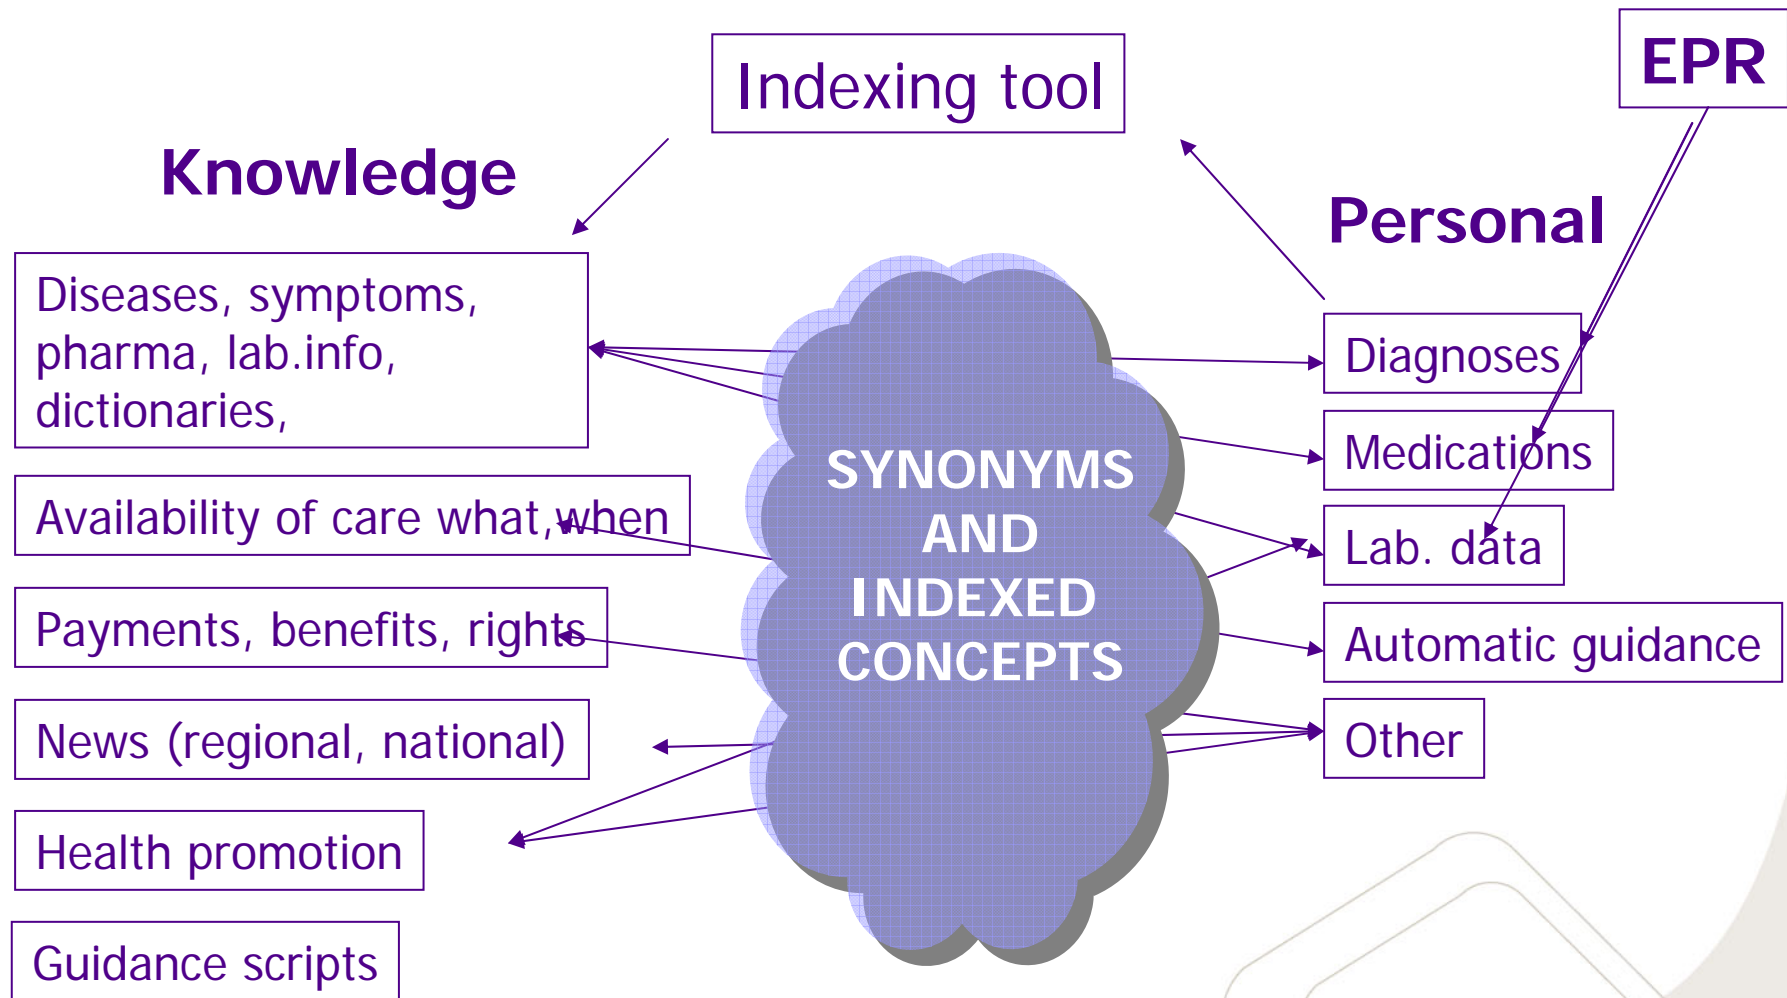 EPR
Indexing tool
Knowledge
Personal
Diseases, symptoms,
pharma, lab.info,
dictionaries,
Availability of care what,when
Payments, benefits, rights
News (regional, national)
Health promotion
Guidance scripts
SYNONYMS
AND
INDEXED
CONCEPTS
Diagnoses
Medications
Lab. data
Automatic guidance
Other